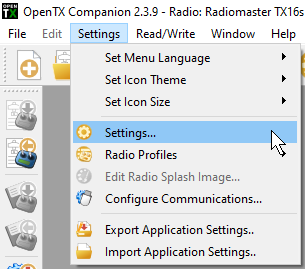 OPEN TX OpenTX Companion 2.3.9 - Radio: Radiomaster TX16s
File Edit Settings Read/Write Window Help
Set Menu Language
Set Icon Theme
Set Icon Size
Settings...
Radio Profiles
Edit Radio Splash Image...
Configure Communications...
Export Application Settings..
Import Application Settings..